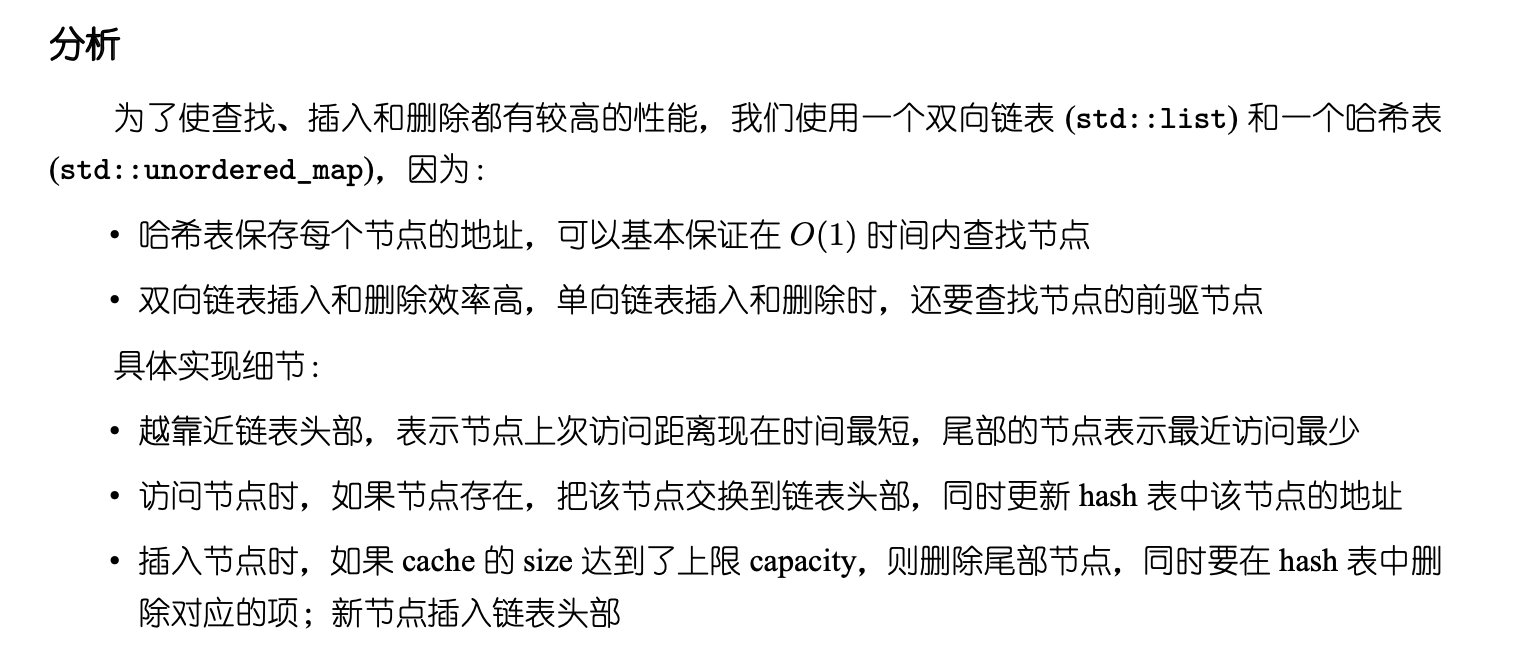 分析
为了使查找、插入和删除都有较高的性能，我们使用一个双向链表 (std::list) 和一个哈希表
(std::unordered_map)，因为：
• 哈希表保存每个节点的地址，可以基本保证在 O(1) 时间内查找节点
• 双向链表插入和删除效率高，单向链表插入和删除时，还要查找节点的前驱节点
具体实现细节：
• 越靠近链表头部，表示节点上次访问距离现在时间最短，尾部的节点表示最近访问最少
• 访问节点时，如果节点存在，把该节点交换到链表头部，同时更新 hash 表中该节点的地址
• 插入节点时，如果 cache 的 size 达到了上限 capacity，则删除尾部节点，同时要在 hash 表中删
除对应的项；新节点插入链表头部